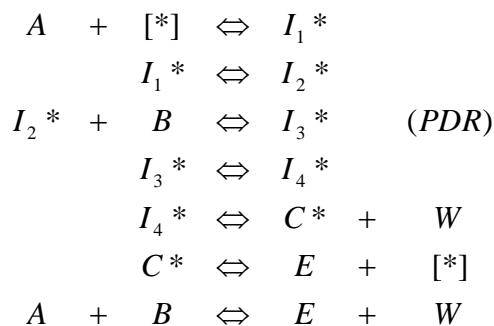 A + [*] ⇔ I₁*
I₁* ⇔ I₂*
I₂* + B ⇔ I₃* (PDR)
I₃* ⇔ I₄*
I₄* ⇔ C* + W
C* ⇔ E + [*]
A + B ⇔ E + W